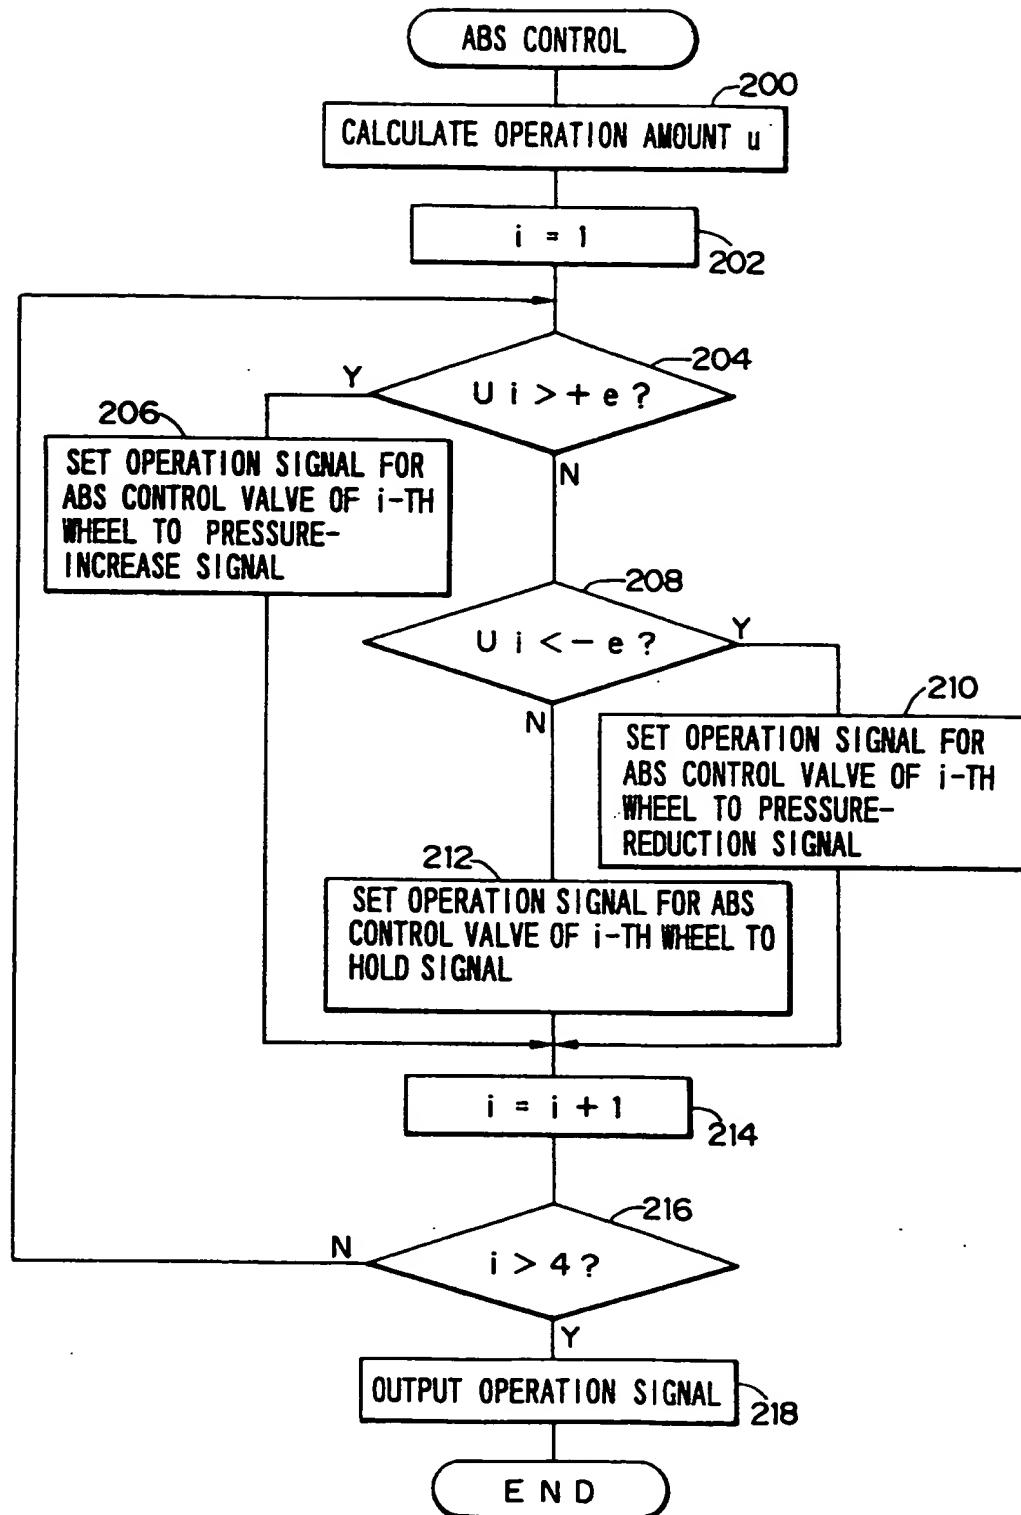 ABS CONTROL
200
CALCULATE OPERATION AMOUNT u
i = 1
202
204
Y
U i > + e ?
N
206
SET OPERATION SIGNAL FOR
ABS CONTROL VALVE OF i-TH
WHEEL TO PRESSURE-
INCREASE SIGNAL
208
U i < - e ?
Y
N
210
SET OPERATION SIGNAL FOR
ABS CONTROL VALVE OF i-TH
WHEEL TO PRESSURE-
REDUCTION SIGNAL
212
SET OPERATION SIGNAL FOR ABS
CONTROL VALVE OF i-TH WHEEL TO
HOLD SIGNAL
i = i + 1
214
216
N
i > 4 ?
Y
OUTPUT OPERATION SIGNAL
218
END